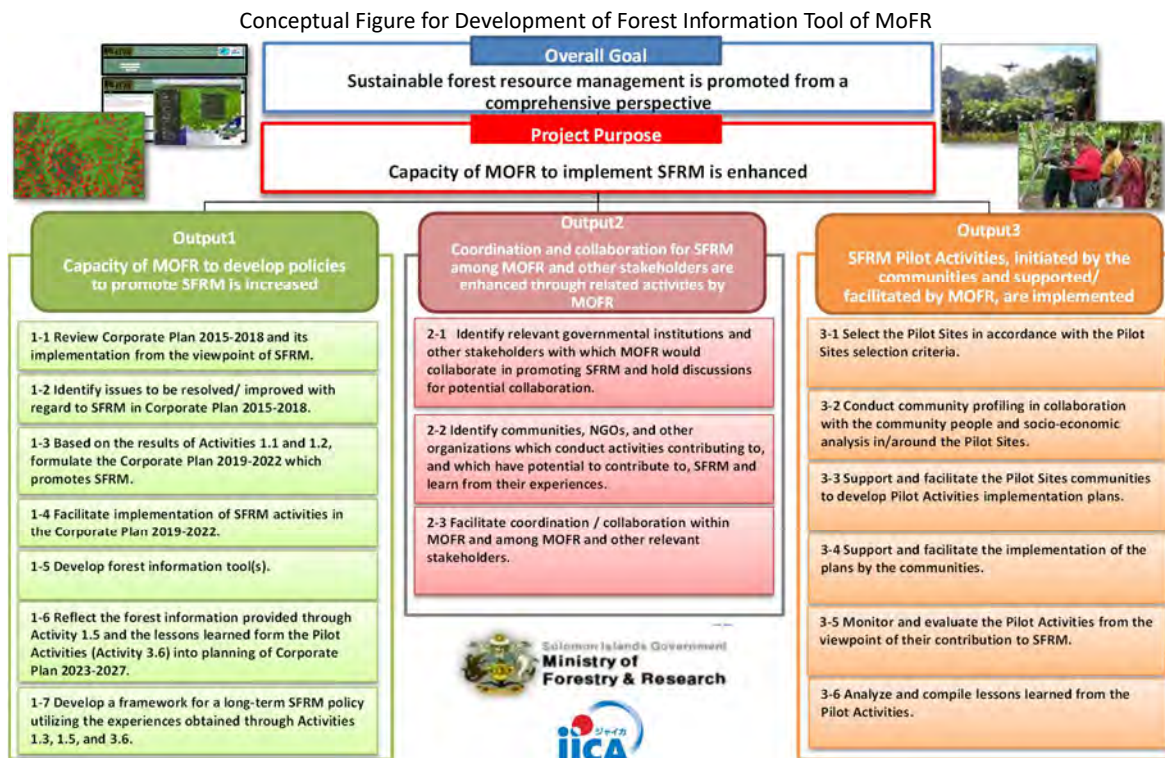 Conceptual Figure for Development of Forest Information Tool of MoFR
Overall Goal
Sustainable forest resource management is promoted from a
comprehensive perspective
Project Purpose
Capacity of MOFR to implement SFRM is enhanced
Output1
Capacity of MOFR to develop policies
to promote SFRM is increased
1-1 Review Corporate Plan 2015-2018 and its
implementation from the viewpoint of SFRM.
1-2 Identify issues to be resolved/ improved with
regard to SFRM in Corporate Plan 2015-2018.
1-3 Based on the results of Activities 1.1 and 1.2,
formulate the Corporate Plan 2019-2022 which
promotes SFRM.
1-4 Facilitate implementation of SFRM activities in
the Corporate Plan 2019-2022.
1-5 Develop forest information tool(s).
1-6 Reflect the forest information provided through
Activity 1.5 and the lessons learned form the Pilot
Activities (Activity 3.6) into planning of Corporate
Plan 2023-2027.
1-7 Develop a framework for a long-term SFRM policy
utilizing the experiences obtained through Activities
1.3, 1.5, and 3.6.
Output2
Coordination and collaboration for SFRM
among MOFR and other stakeholders are
enhanced through related activities by
MOFR
2-1 Identify relevant governmental institutions and
other stakeholders with which MOFR would
collaborate in promoting SFRM and hold discussions
for potential collaboration.
2-2 Identify communities, NGOs, and other
organizations which conduct activities contributing to,
and which have potential to contribute to, SFRM and
learn from their experiences.
2-3 Facilitate coordination / collaboration within
MOFR and among MOFR and other relevant
stakeholders.
Solomon Islands Government
Ministry of
Forestry & Research
ジャイカ
jICA
Output3
SFRM Pilot Activities, initiated by the
communities and supported/
facilitated by MOFR, are implemented
3-1 Select the Pilot Sites in accordance with the Pilot
Sites selection criteria.
3-2 Conduct community profiling in collaboration
with the community people and socio-economic
analysis in/around the Pilot Sites.
3-3 Support and facilitate the Pilot Sites communities
to develop Pilot Activities implementation plans.
3-4 Support and facilitate the implementation of the
plans by the communities.
3-5 Monitor and evaluate the Pilot Activities from the
viewpoint of their contribution to SFRM.
3-6 Analyze and compile lessons learned from the
Pilot Activities.